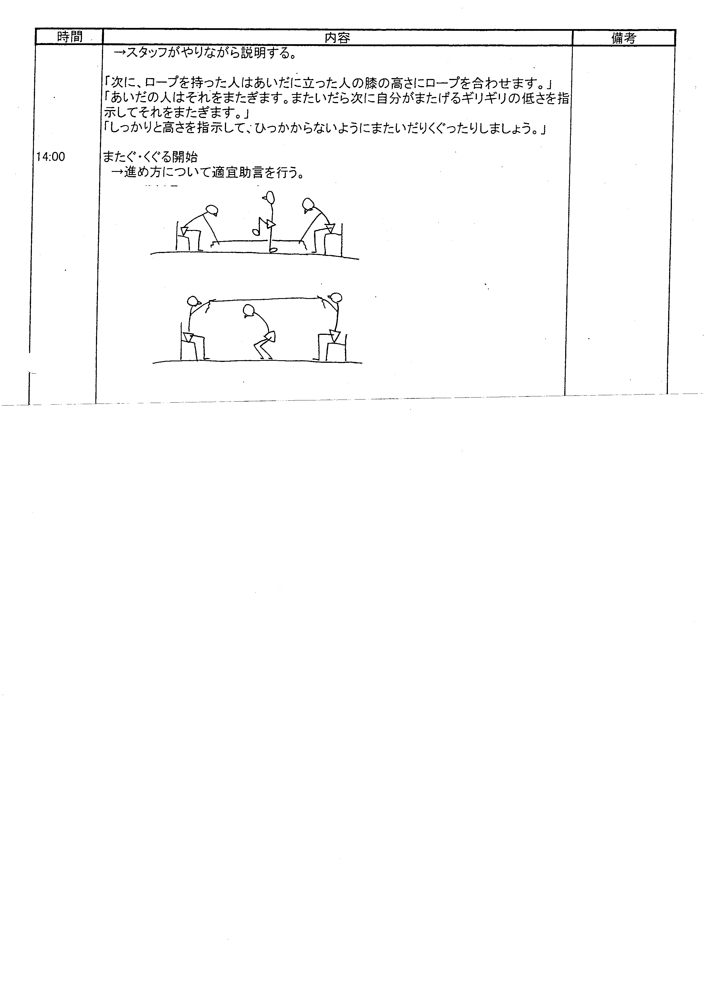 時間 内容 備考
→スタッフがやりながら説明する。
「次に、ロープを持った人はあいだに立った人の膝の高さにロープを合わせます。」
「あいだの人はそれをまたぎます。またいだら次に自分がまたげるギリギリの低さを指
示してそれをまたぎます。」
「しっかりと高さを指示して、ひっかからないようにまたいだりくぐったりしましょう。」
14:00 またぐ・くぐる開始
→進め方について適宜助言を行う。